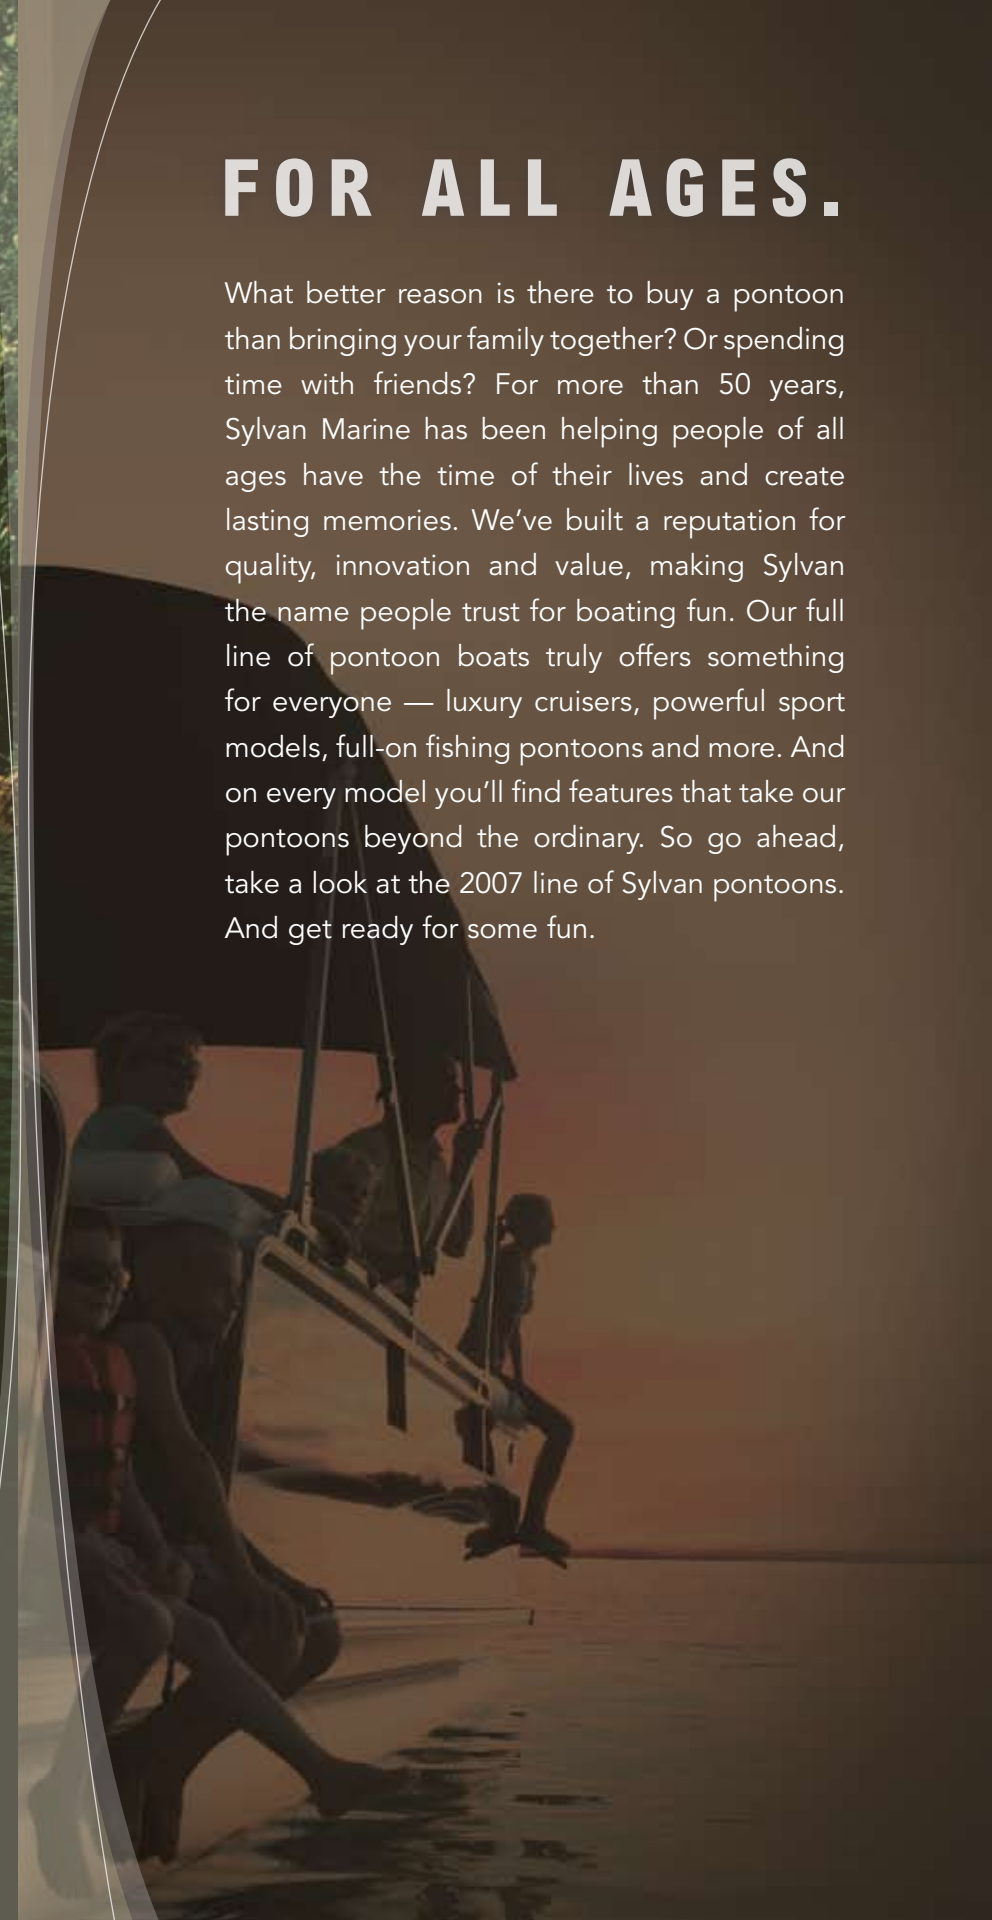 FOR ALL AGES.
What better reason is there to buy a pontoon
than bringing your family together? Or spending
time with friends? For more than 50 years,
Sylvan Marine has been helping people of all
ages have the time of their lives and create
lasting memories. We’ve built a reputation for
quality, innovation and value, making Sylvan
the name people trust for boating fun. Our full
line of pontoon boats truly offers something
for everyone — luxury cruisers, powerful sport
models, full-on fishing pontoons and more. And
on every model you’ll find features that take our
pontoons beyond the ordinary. So go ahead,
take a look at the 2007 line of Sylvan pontoons.
And get ready for some fun.